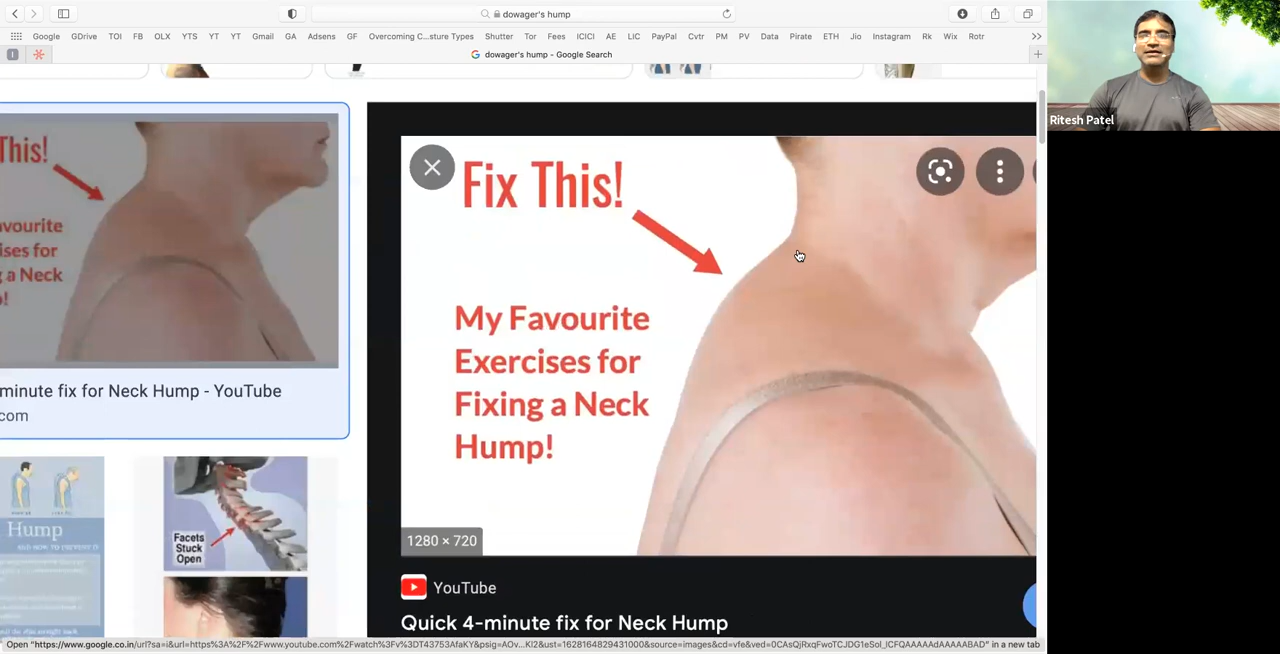 dowager's hump
Google GDrive TOI FB OLX YTS YT YT Gmail GA Adsens GF Overcoming C...sture Types Shutter Tor Fees ICICI AE LIC PayPal Cvtr PM PV Data Pirate ETH Jio Instagram Rk Wix Rotr
dowager's hump - Google Search
Ritesh Patel
This!
avourite
ises for
g a Neck
p!
minute fix for Neck Hump - YouTube
com
Hump
Facets
Stuck
Open
Fix This!
My Favourite
Exercises for
Fixing a Neck
Hump!
1280 × 720
YouTube
Quick 4-minute fix for Neck Hump